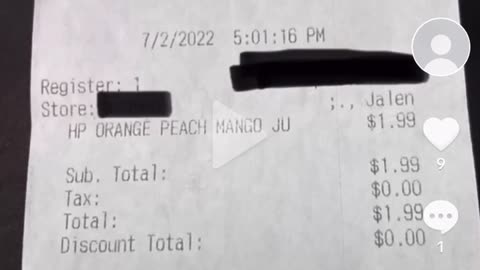 7/2/2022 5:01:16 PM
Register: 1
Store:
Jalen
HP ORANGE PEACH MANGO JU $1.99
Sub. Total: $1.99
Tax: $0.00
Total: $1.99
Discount Total: $0.00
9
1